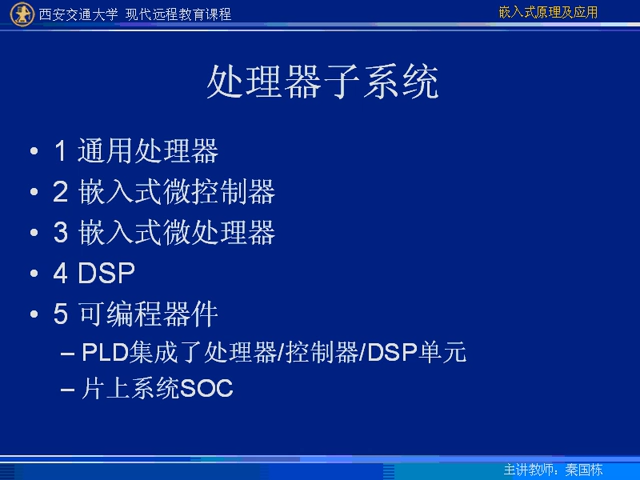 西安交通大学 现代远程教育课程
嵌入式原理及应用
处理器子系统
• 1 通用处理器
• 2 嵌入式微控制器
• 3 嵌入式微处理器
• 4 DSP
• 5 可编程器件
– PLD集成了处理器/控制器/DSP单元
– 片上系统SOC
主讲教师：秦国栋